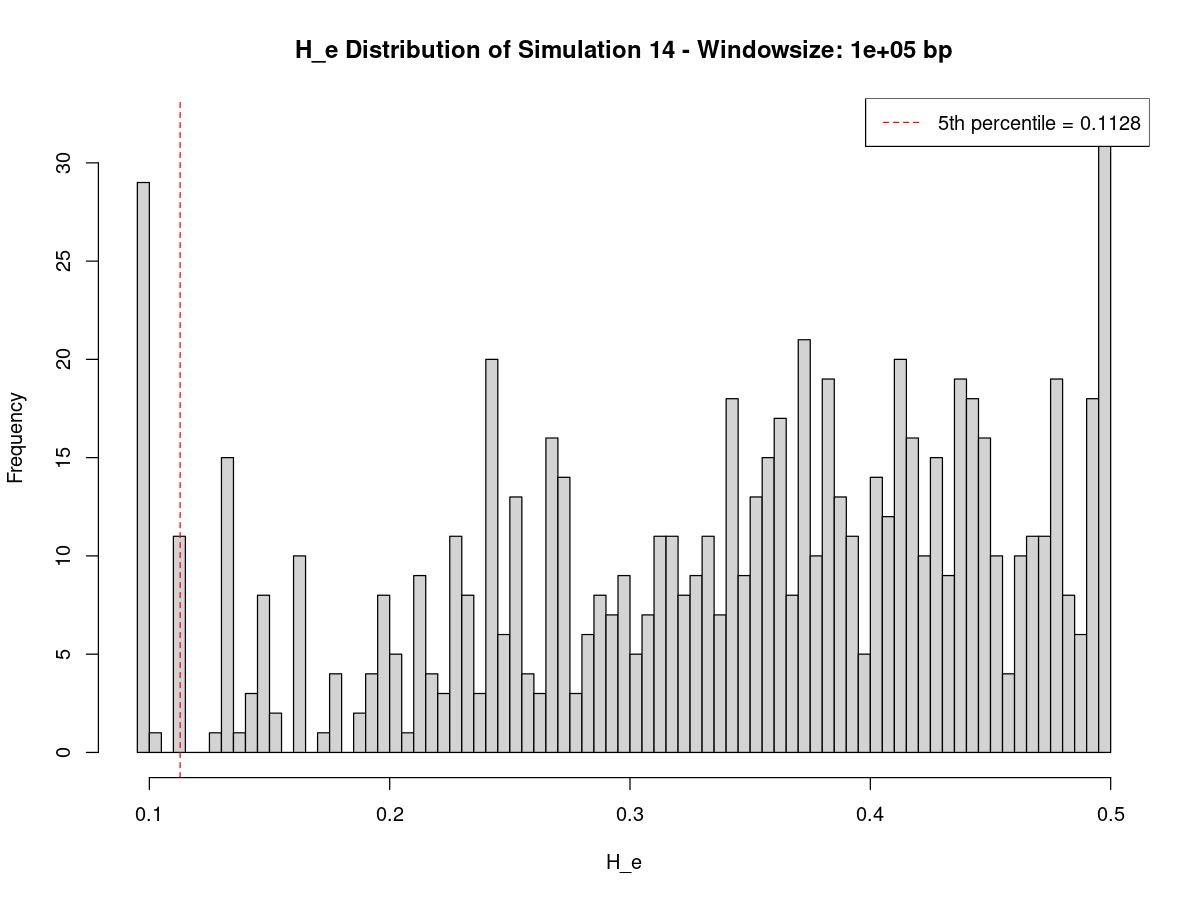 H_e Distribution of Simulation 14 - Windowsize: 1e+05 bp
5th percentile = 0.1128
30
25
20
15
10
5
0
Frequency
0.1 0.2 0.3 0.4 0.5
H_e